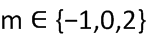 m ∈ {−1,0,2}